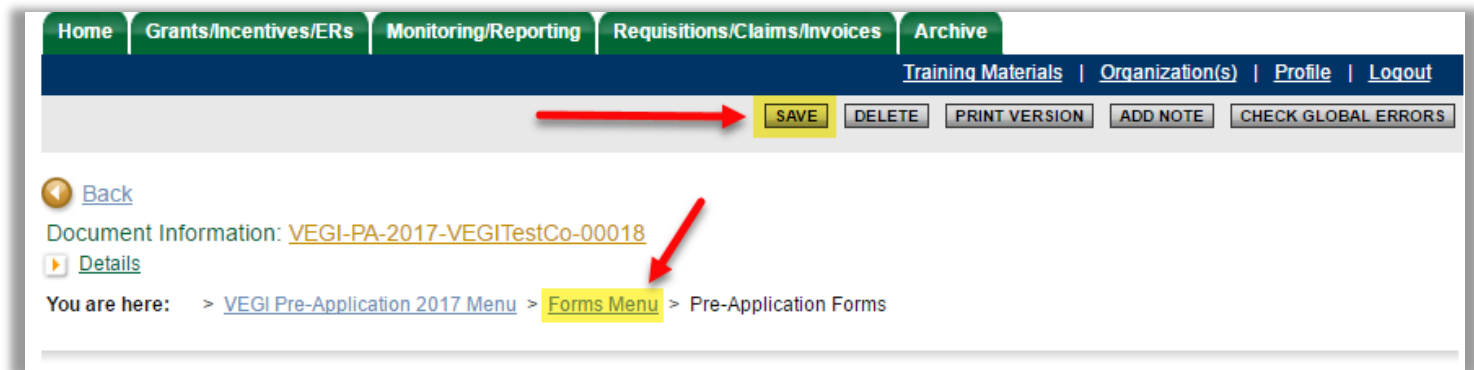 Home Grants/Incentives/ERs Monitoring/Reporting Requisitions/Claims/Invoices Archive
Training Materials | Organization(s) | Profile | Logout
SAVE DELETE PRINT VERSION ADD NOTE CHECK GLOBAL ERRORS
Back
Document Information: VEGI-PA-2017-VEGITestCo-00018
Details
You are here: > VEGI Pre-Application 2017 Menu > Forms Menu > Pre-Application Forms